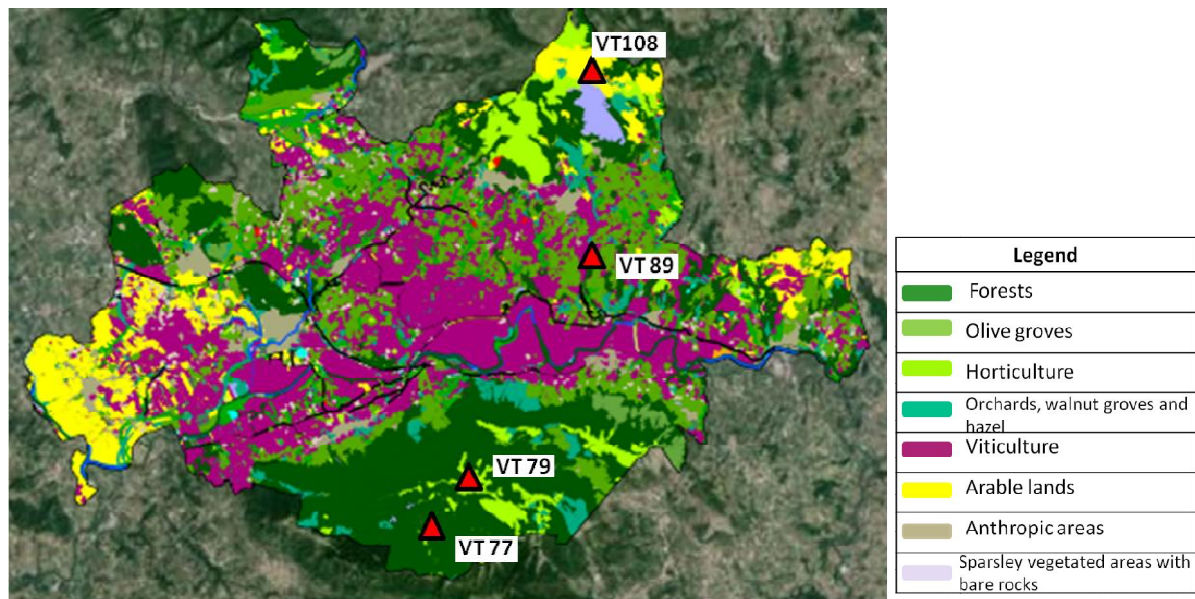 VT108
VT 89
VT 79
VT 77
Legend
Forests
Olive groves
Horticulture
Orchards, walnut groves and
hazel
Viticulture
Arable lands
Anthropic areas
Sparsley vegetated areas with
bare rocks